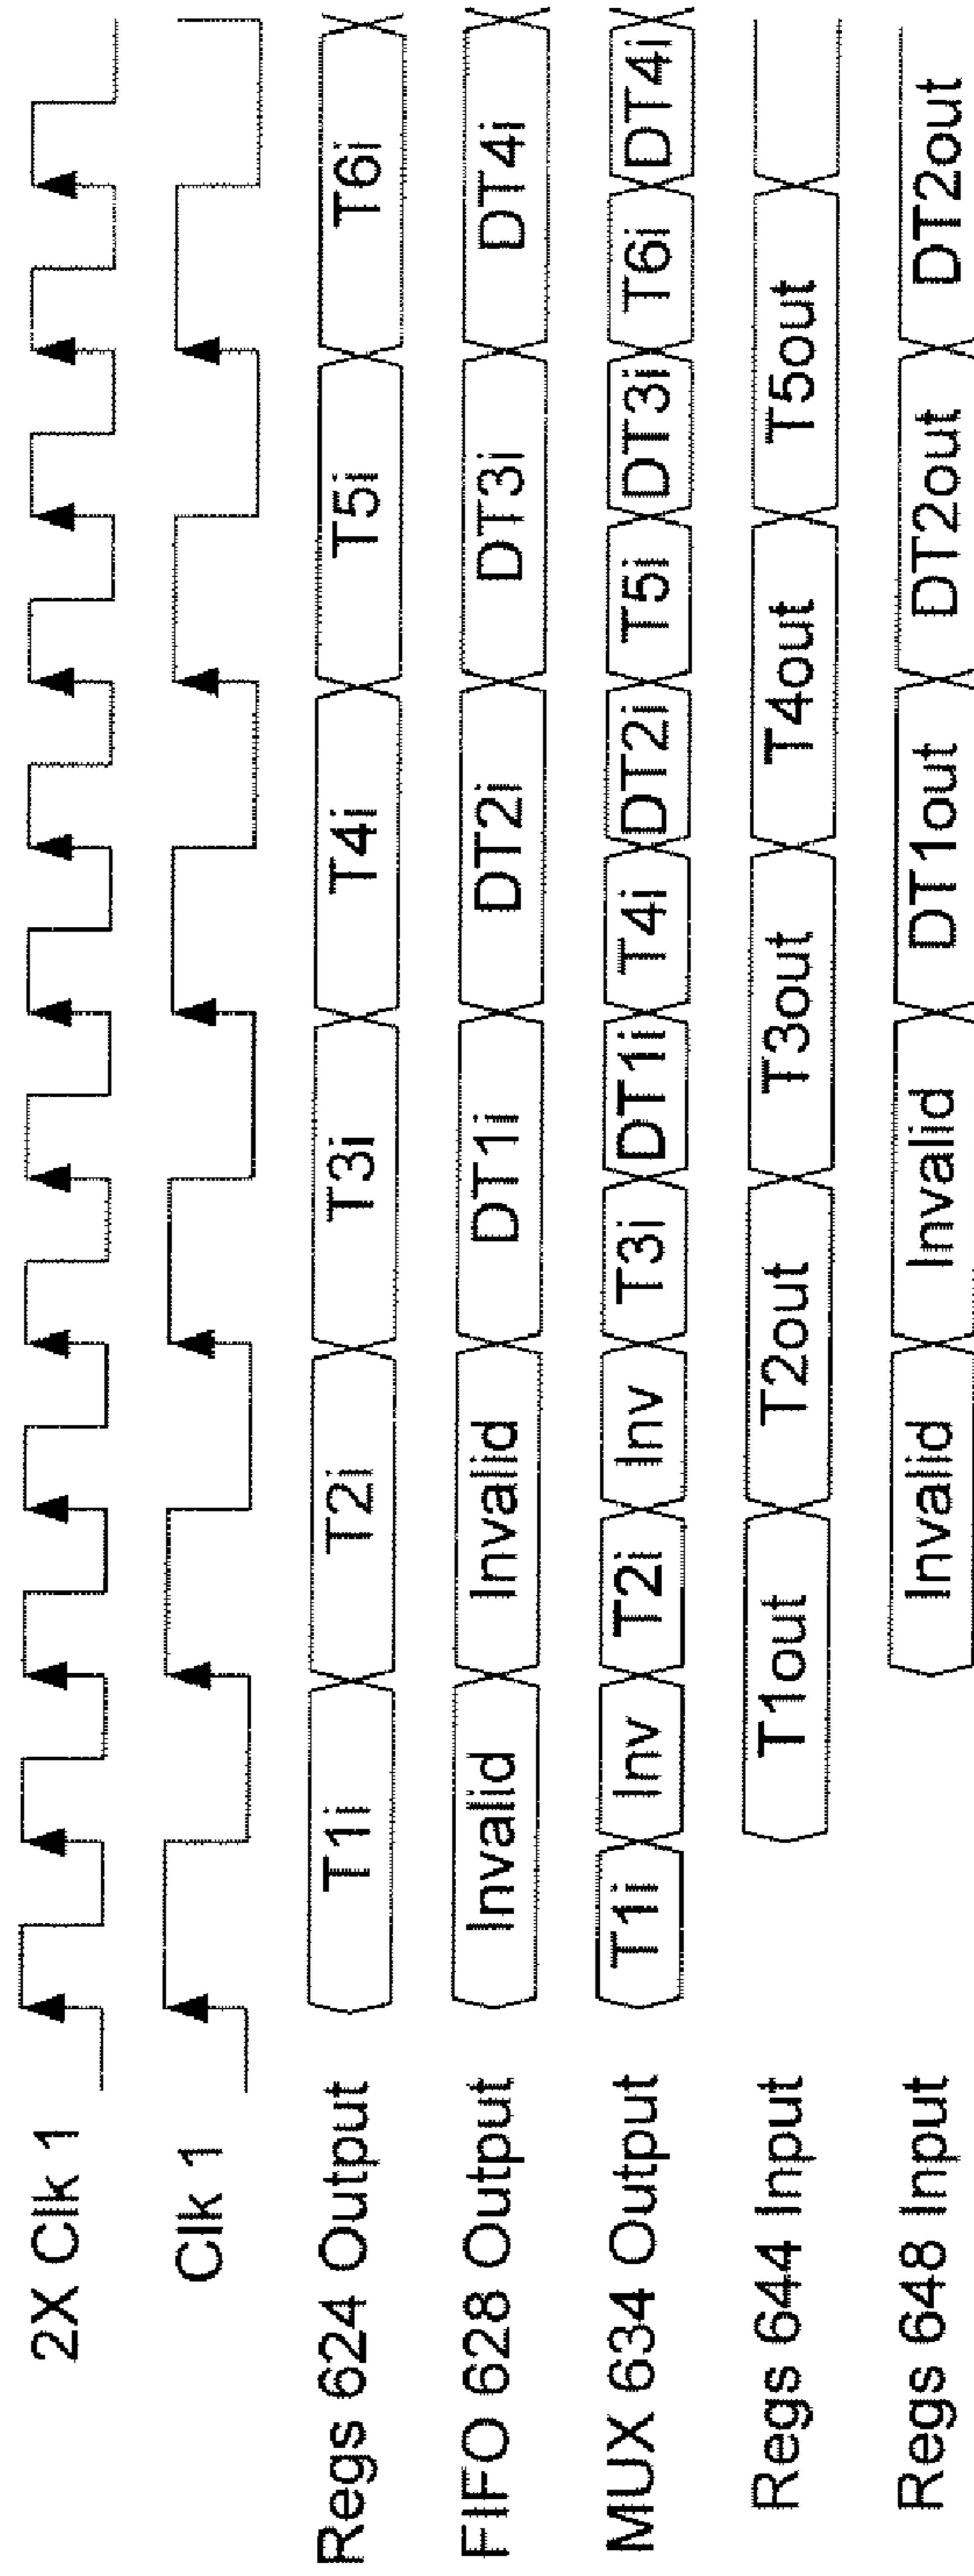 2X Clk 1
Clk 1
Regs 624 Output T1i T2i T3i T4i T5i T6i
FIFO 628 Output Invalid Invalid DT1i DT2i DT3i DT4i
MUX 634 Output T1i Inv T2i Inv T3i DT1i T4i DT2i T5i DT3i T6i DT4i
Regs 644 Input T1out T2out T3out T4out T5out
Regs 648 Input Invalid Invalid DT1out DT2out DT2out